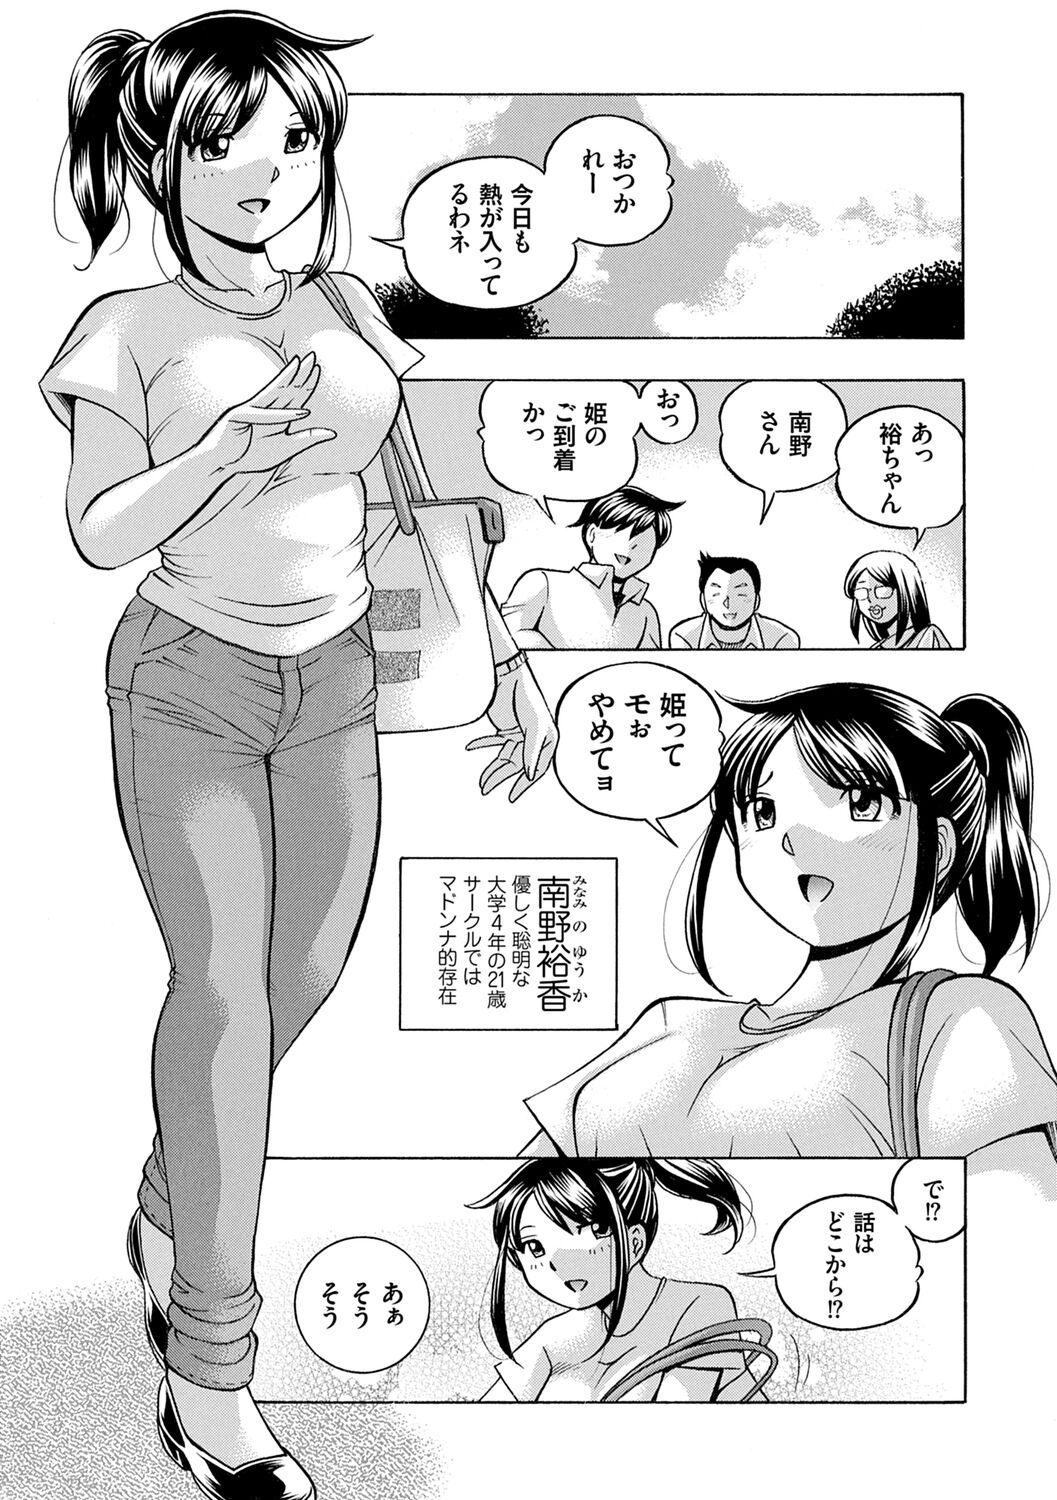 おつか
れー
今日も
熱が入って
るわネ
あっ
裕ちゃん
南野
さん
おっ
姫の
ご到着
かっ
姫って
モぉ
やめてョ
南野裕香
みなみ の ゆうか
優しく聡明な
大学4年の21歳
サークルでは
マドンナ的存在
で!?
話は
どこから!?
あぁ
そう
そう